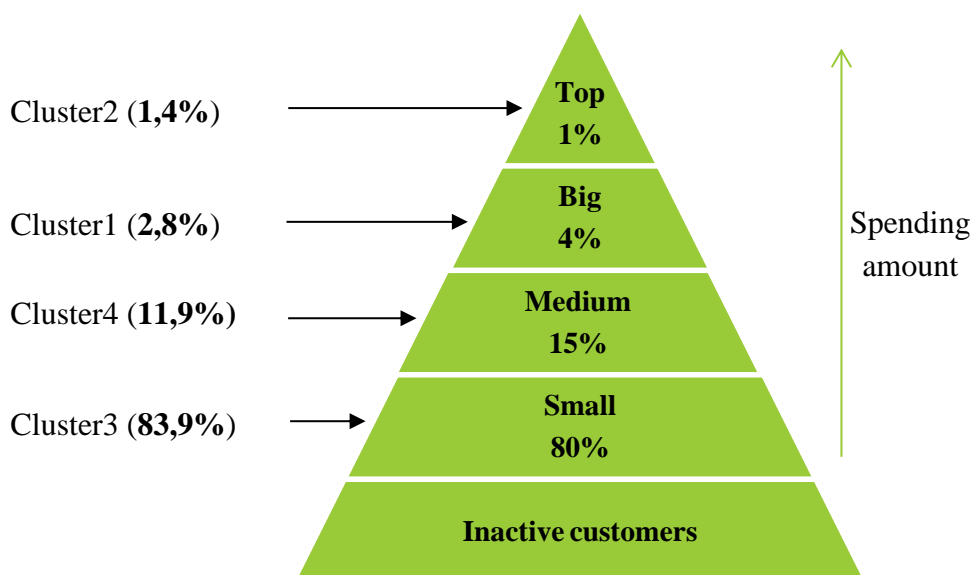 Cluster2 (1,4%)
Top
1%
Cluster1 (2,8%)
Big
4%
Spending
amount
Cluster4 (11,9%)
Medium
15%
Cluster3 (83,9%)
Small
80%
Inactive customers